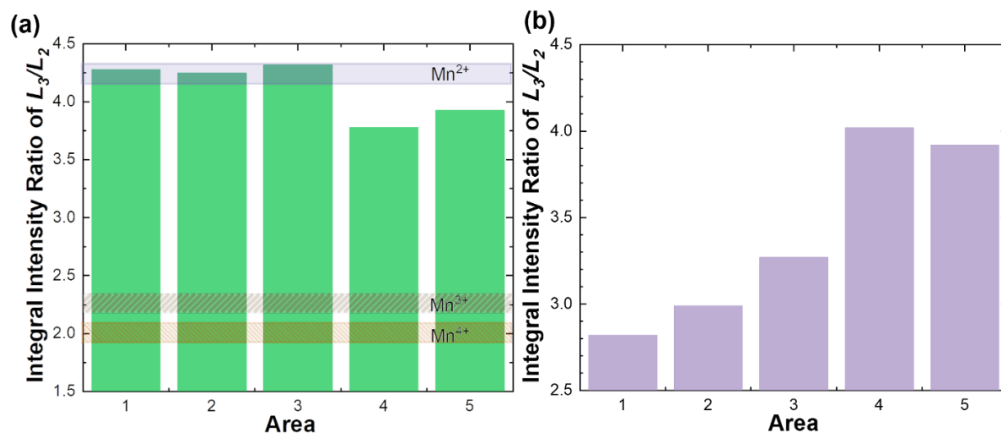 (a)
Integral Intensity Ratio of L₃/L₂
4.5
4.0
3.5
3.0
2.5
2.0
1.5
Mn²⁺
Mn³⁺
Mn⁴⁺
1 2 3 4 5
Area
(b)
Integral Intensity Ratio of L₃/L₂
4.5
4.0
3.5
3.0
2.5
1 2 3 4 5
Area